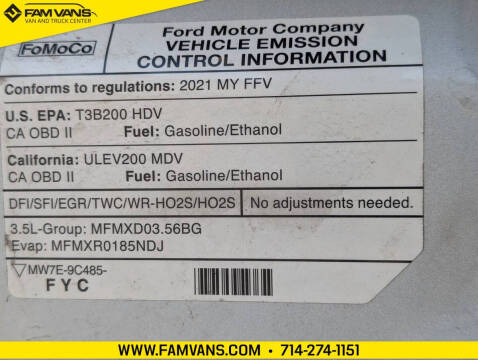 FAMVANS
VAN AND TRUCK CENTER
FoMoCo
Ford Motor Company
VEHICLE EMISSION
CONTROL INFORMATION
Conforms to regulations: 2021 MY FFV
U.S. EPA: T3B200 HDV
CA OBD II Fuel: Gasoline/Ethanol
California: ULEV200 MDV
CA OBD II Fuel: Gasoline/Ethanol
DFI/SFI/EGR/TWC/WR-HO2S/HO2S No adjustments needed.
3.5L-Group: MFMXD03.56BG
Evap: MFMXR0185NDJ
MW7E-9C485-
FYC
WWW.FAMVANS.COM • 714-274-1151